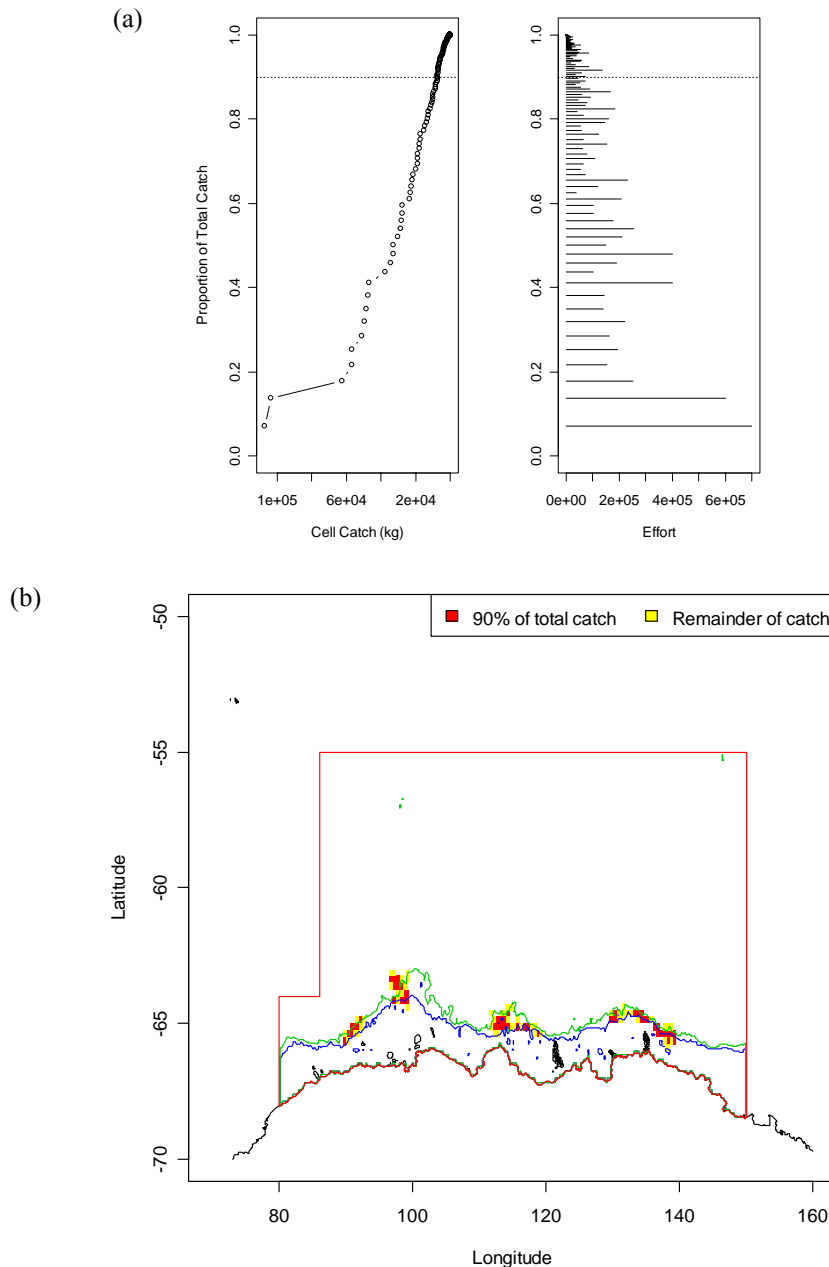 (a)
Proportion of Total Catch
0.0 0.2 0.4 0.6 0.8 1.0
1e+05 6e+04 2e+04
Cell Catch (kg)
0.0 0.2 0.4 0.6 0.8 1.0
0e+00 2e+05 4e+05 6e+05
Effort
(b)
90% of total catch Remainder of catch
Latitude
-50
-55
-60
-65
-70
80 100 120 140 160
Longitude